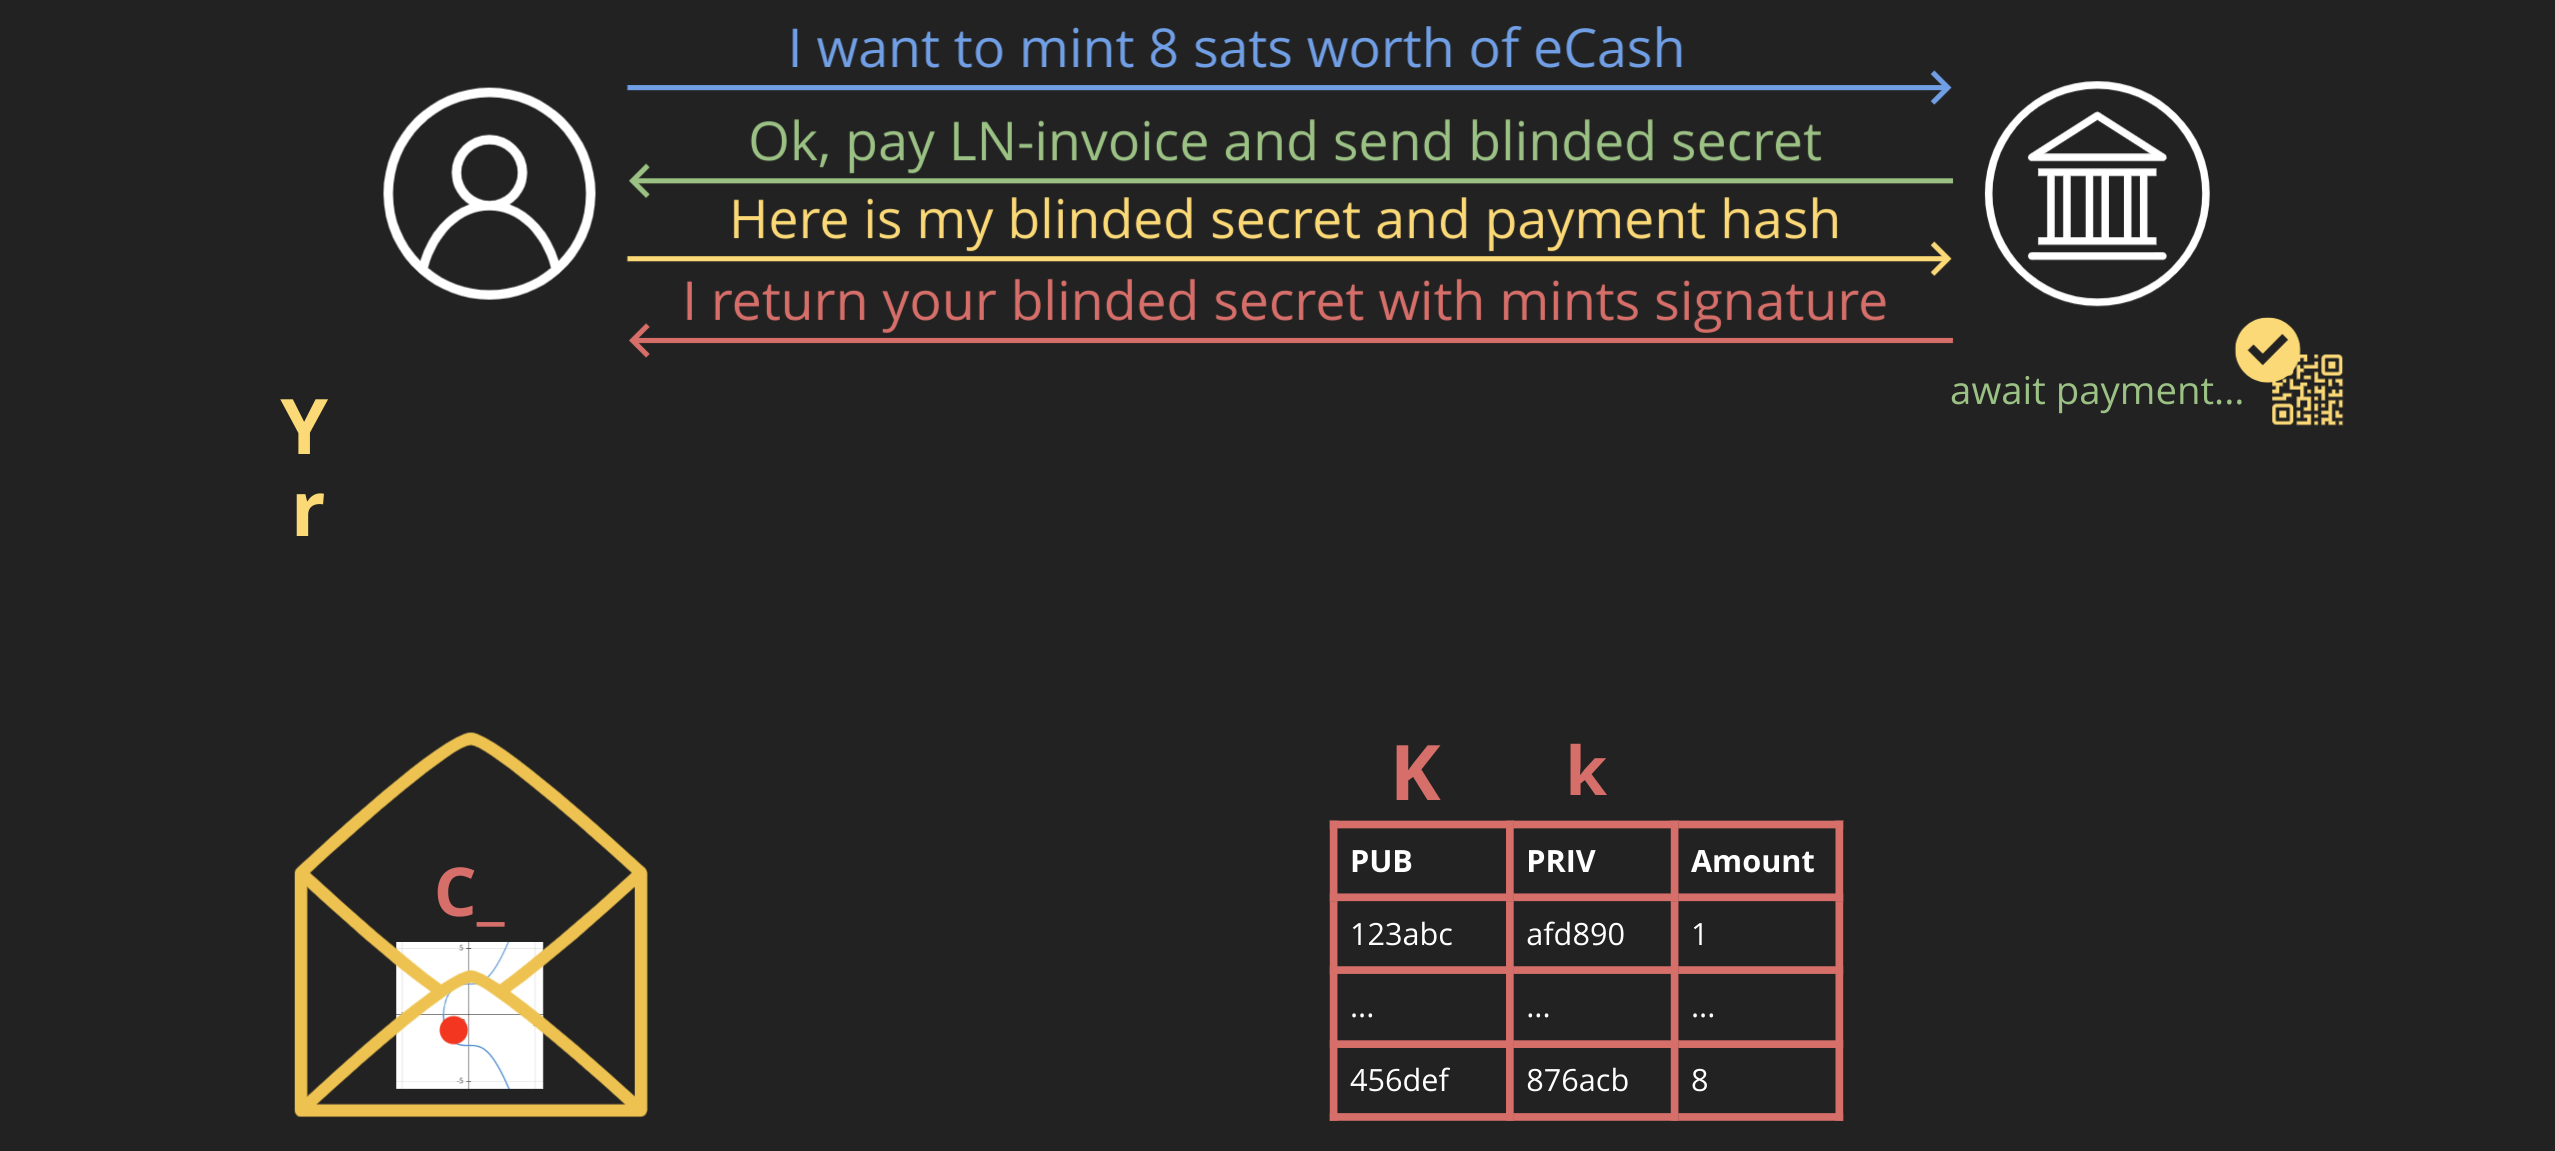 I want to mint 8 sats worth of eCash
Ok, pay LN-invoice and send blinded secret
Here is my blinded secret and payment hash
I return your blinded secret with mints signature
await payment...
Y
r
K k
PUB PRIV Amount
123abc afd890 1
... ... ...
456def 876acb 8
C_
5
-5